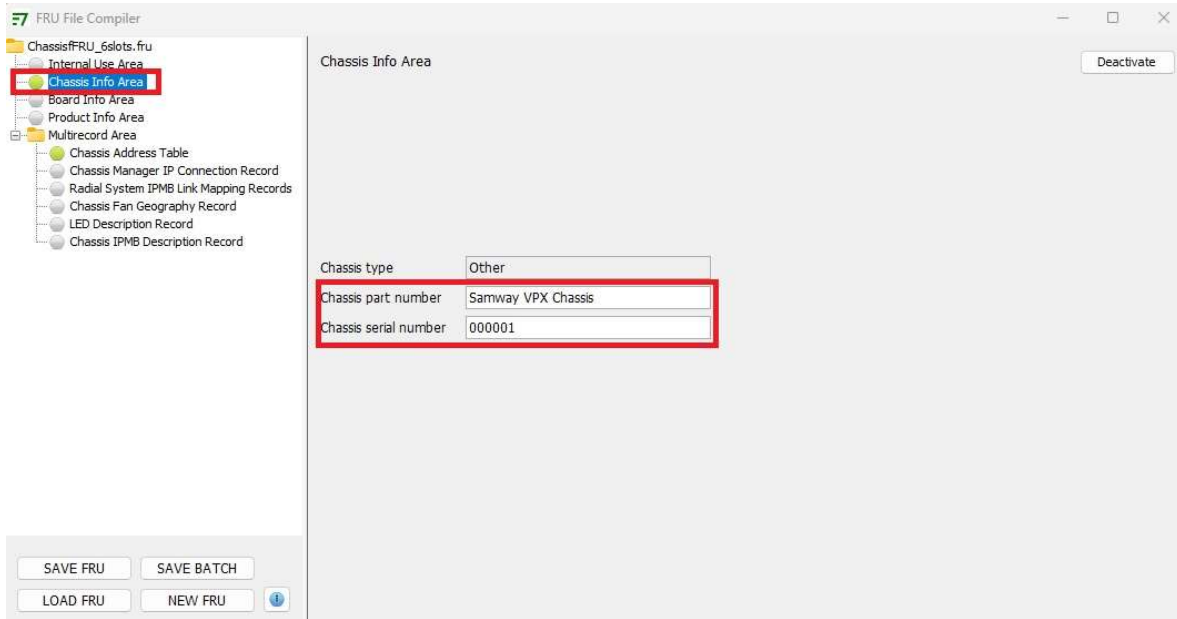 FRU File Compiler
ChassisfFRU_6slots.fru
Internal Use Area
Chassis Info Area
Board Info Area
Product Info Area
Multirecord Area
Chassis Address Table
Chassis Manager IP Connection Record
Radial System IPMB Link Mapping Records
Chassis Fan Geography Record
LED Description Record
Chassis IPMB Description Record
SAVE FRU
SAVE BATCH
LOAD FRU
NEW FRU
Chassis Info Area
Deactivate
Chassis type Other
Chassis part number Samway VPX Chassis
Chassis serial number 000001